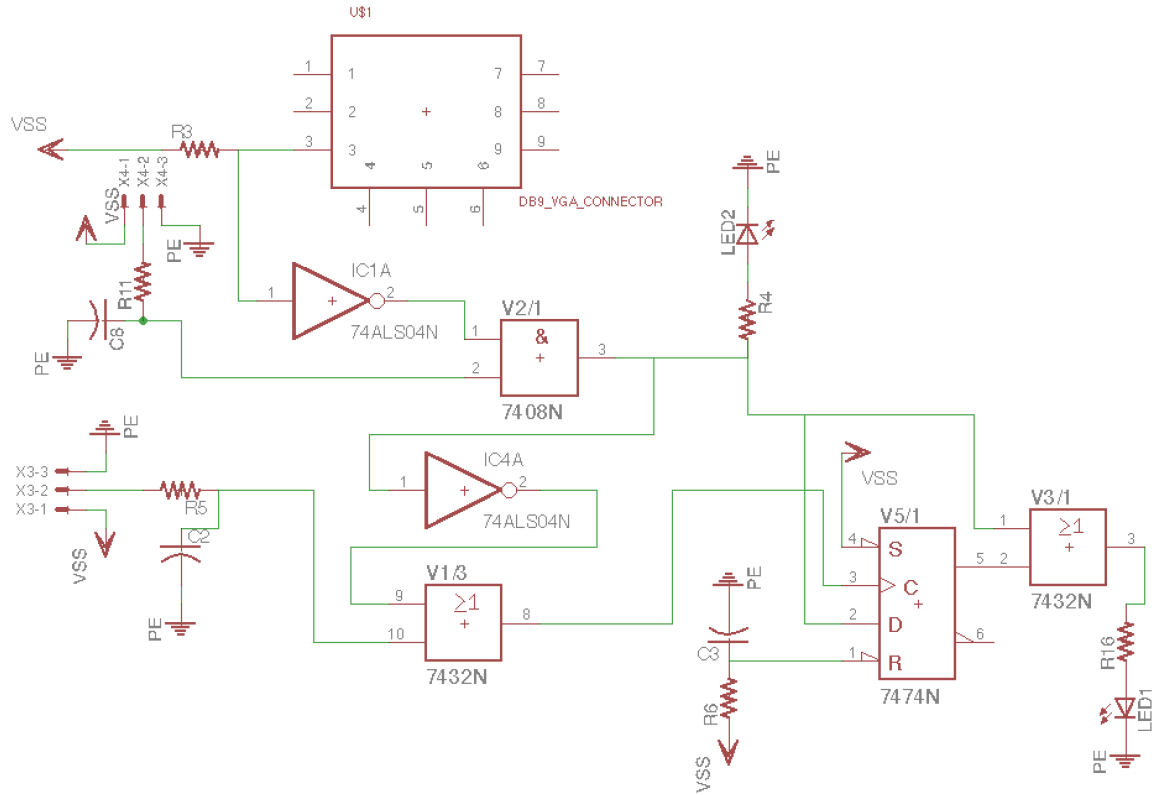 U$1
1 1 7 7
2 2 8 8
3 3 9 9
4 5 6
4 5 6
DB9_VGA_CONNECTOR
VSS
R3
X4-1
X4-2
X4-3
VSS
PE
R11
C8
PE
IC1A
1 2
74ALS04N
V2/1
1
&
2
3
7408N
PE
LED2
R4
X3-3
X3-2
X3-1
PE
R5
C2
VSS
PE
IC4A
1 2
74ALS04N
V1/3
9
≥1
10
8
7432N
VSS
V5/1
4 S
3 C
2 D
1 R
5
6
7474N
PE
C3
R6
VSS
V3/1
1
≥1
2
3
7432N
R16
LED1
PE